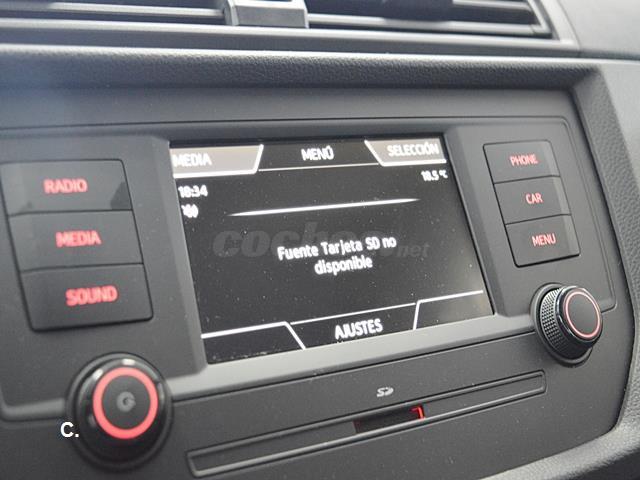 MEDIA
MENÚ
SELECCIÓN
18:34
18.5 °C
coches.net
Fuente Tarjeta SD no
disponible
AJUSTES
RADIO
MEDIA
SOUND
PHONE
CAR
MENU
SD
C.